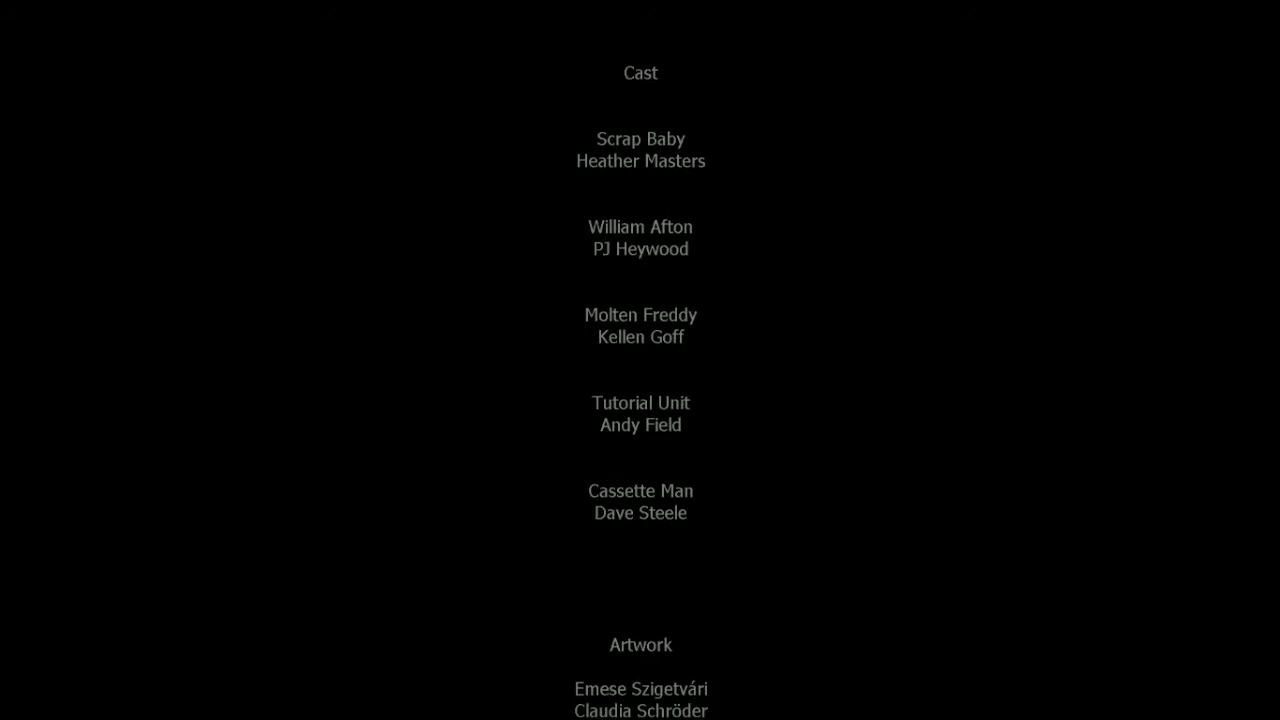 Cast
Scrap Baby
Heather Masters
William Afton
PJ Heywood
Molten Freddy
Kellen Goff
Tutorial Unit
Andy Field
Cassette Man
Dave Steele
Artwork
Emese Szigetvári
Claudia Schröder